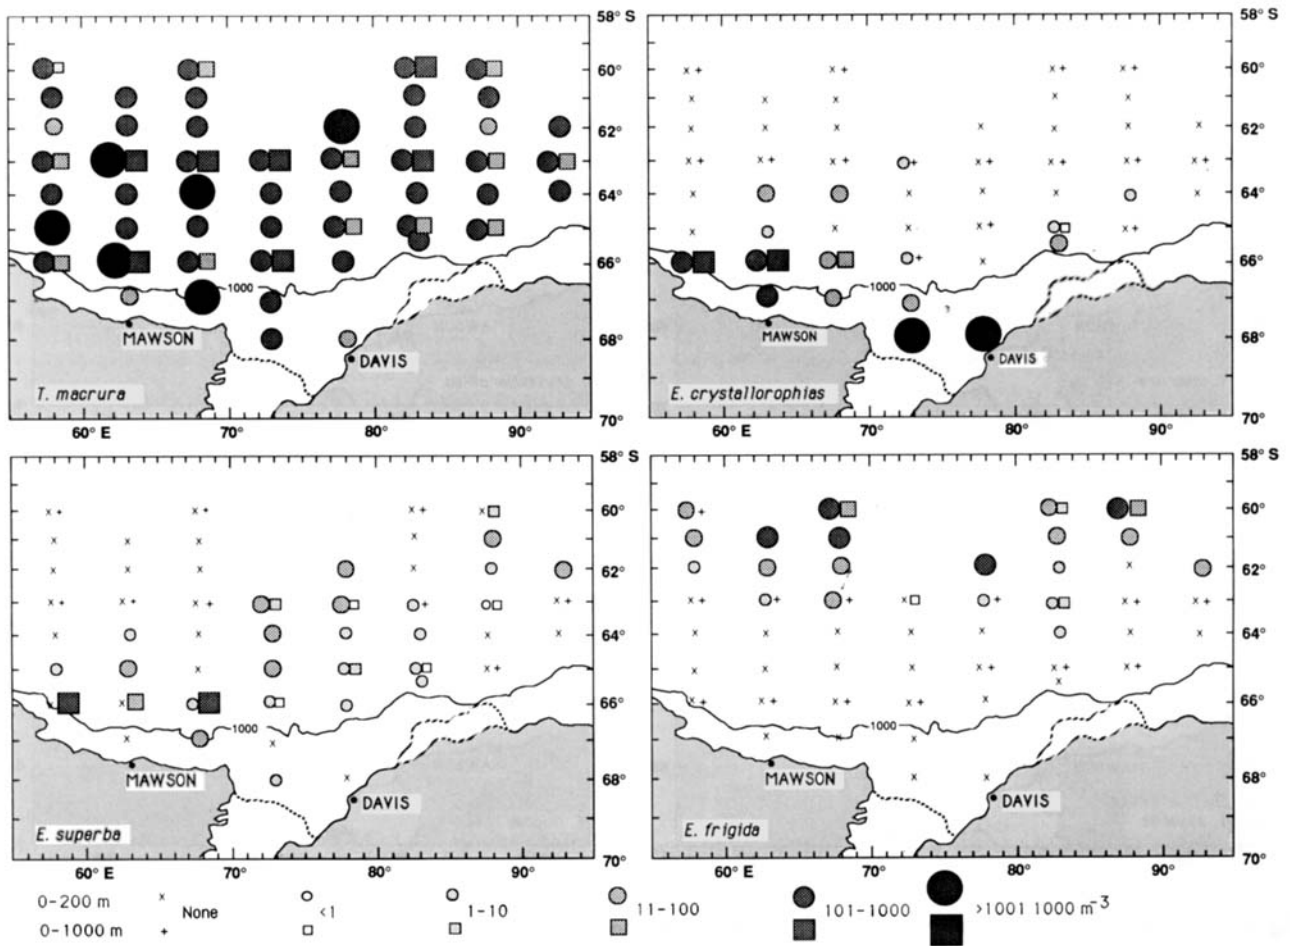 58° S
58° S
60°
60°
62°
62°
64°
64°
1000
66°
1000
66°
MAWSON
DAVIS
68°
MAWSON
DAVIS
68°
T. macrura
E. crystallorophias
70°
70°
60° E
70°
80°
90°
60° E
70°
80°
90°
58° S
58° S
60°
60°
62°
62°
64°
64°
66°
66°
1000
1000
MAWSON
DAVIS
68°
MAWSON
DAVIS
68°
E. superba
E. frigida
70°
70°
60° E
70°
80°
90°
60° E
70°
80°
90°
0-200 m × None <1 1-10 11-100 101-1000 >1001 1000 m⁻³
0-1000 m +